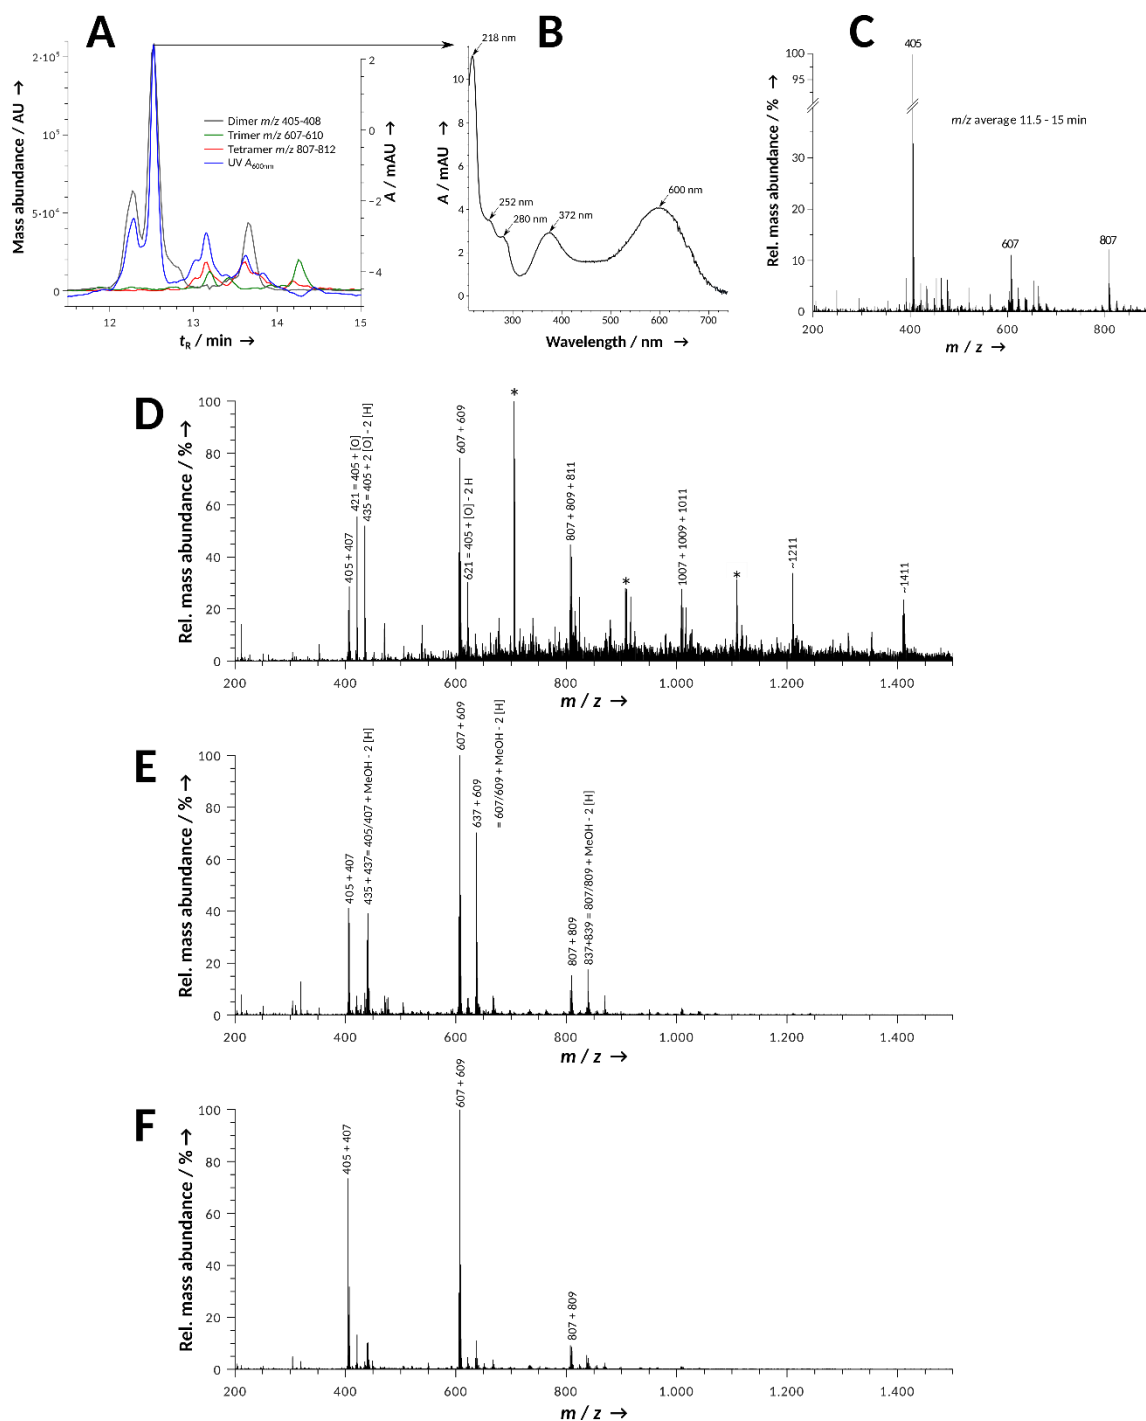 A
2·10⁵
10⁵
5·10⁴
0
Mass abundance / AU →
12
13
14
15
tR / min →
2
0
−2
−4
A / mAU →
Dimer m/z 405-408
Trimer m/z 607-610
Tetramer m/z 807-812
UV A600nm
B
218 nm
252 nm
280 nm
372 nm
600 nm
10
8
6
4
2
0
A / mAU →
300
400
500
600
700
Wavelength / nm →
C
405
607
807
m/z average 11.5 - 15 min
100
95
30
20
10
0
Rel. mass abundance / % →
200
400
600
800
m / z →
D
100
80
60
40
20
0
Rel. mass abundance / % →
405 + 407
421 = 405 + [O]
435 = 405 + 2 [O] - 2 [H]
607 + 609
621 = 405 + [O] - 2 H
*
807 + 809 + 811
*
1007 + 1009 + 1011
*
~1211
~1411
200
400
600
800
1.000
1.200
1.400
m / z →
E
100
80
60
40
20
0
Rel. mass abundance / % →
405 + 407
435 + 437= 405/407 + MeOH - 2 [H]
607 + 609
637 + 609
= 607/609 + MeOH - 2 [H]
807 + 809
837+839 = 807/809 + MeOH - 2 [H]
200
400
600
800
1.000
1.200
1.400
m / z →
F
100
80
60
40
20
0
Rel. mass abundance / % →
405 + 407
607 + 609
807 + 809
200
400
600
800
1.000
1.200
1.400
m / z →